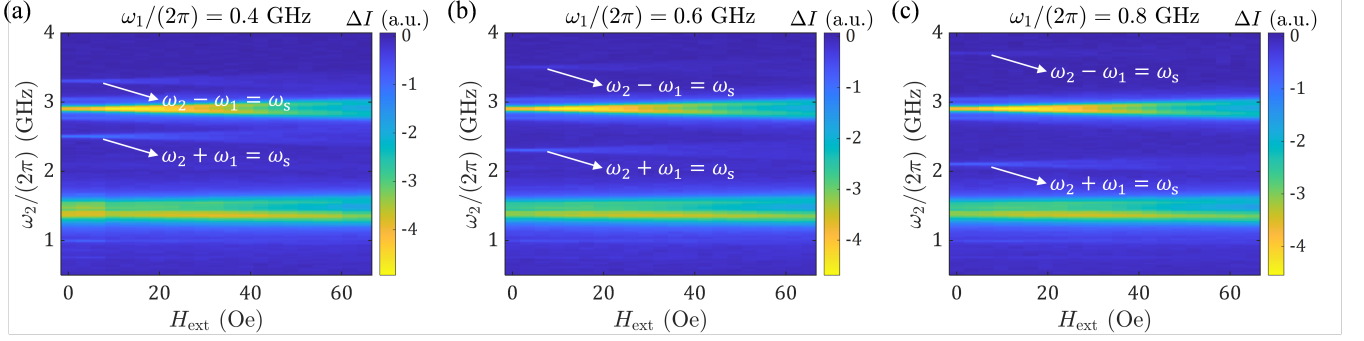 (a) ω₁/(2π) = 0.4 GHz ΔI (a.u.)
4
3
2
1
ω₂/(2π) (GHz)
ω₂ − ω₁ = ωₛ
ω₂ + ω₁ = ωₛ
0 20 40 60
H_ext (Oe)
0
-1
-2
-3
-4
(b) ω₁/(2π) = 0.6 GHz ΔI (a.u.)
4
3
2
1
ω₂/(2π) (GHz)
ω₂ − ω₁ = ωₛ
ω₂ + ω₁ = ωₛ
0 20 40 60
H_ext (Oe)
0
-1
-2
-3
-4
(c) ω₁/(2π) = 0.8 GHz ΔI (a.u.)
4
3
2
1
ω₂/(2π) (GHz)
ω₂ − ω₁ = ωₛ
ω₂ + ω₁ = ωₛ
0 20 40 60
H_ext (Oe)
0
-1
-2
-3
-4